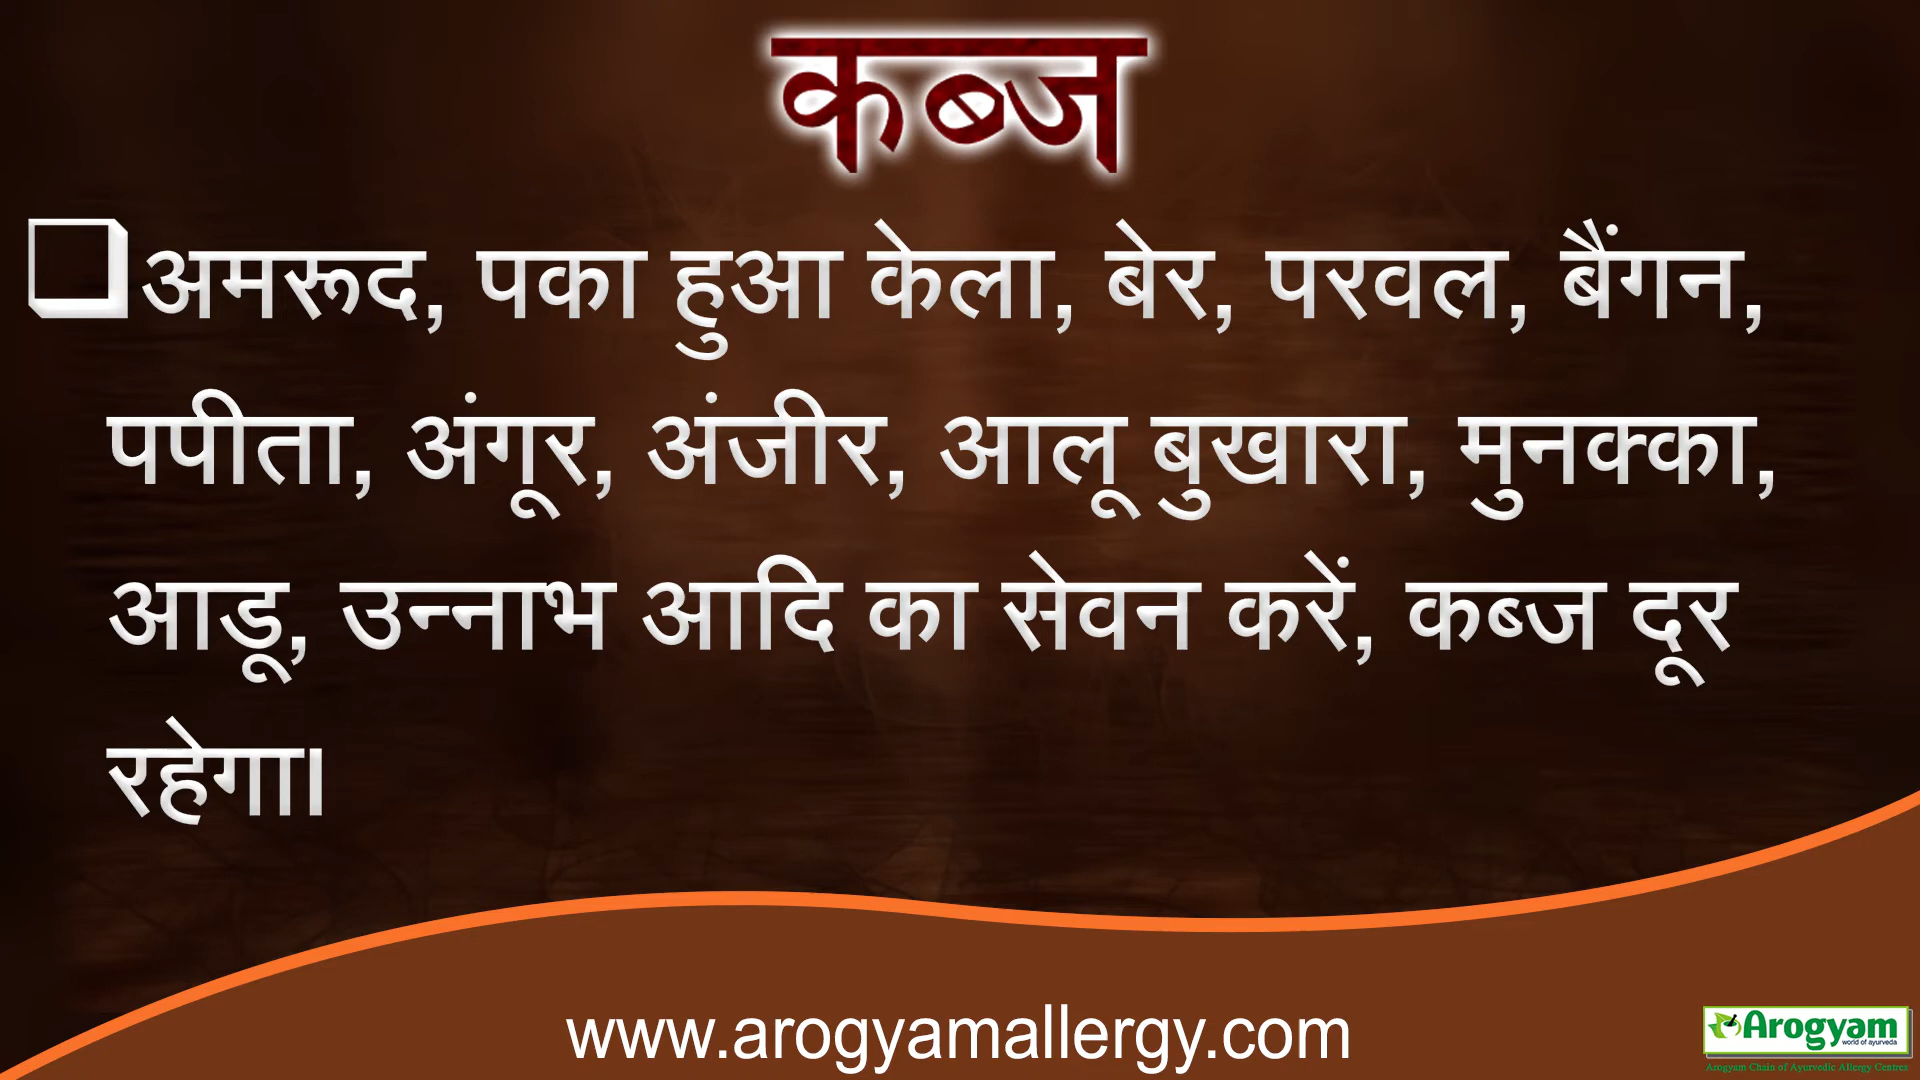 कब्ज
अमरूद, पका हुआ केला, बेर, परवल, बैंगन,
पपीता, अंगूर, अंजीर, आलू बुखारा, मुनक्का,
आडू, उन्नाभ आदि का सेवन करें, कब्ज दूर
रहेगा।
www.arogyamallergy.com
Arogyam
world of ayurveda
Arogyam Chain of Ayurvedic Allergy Centres